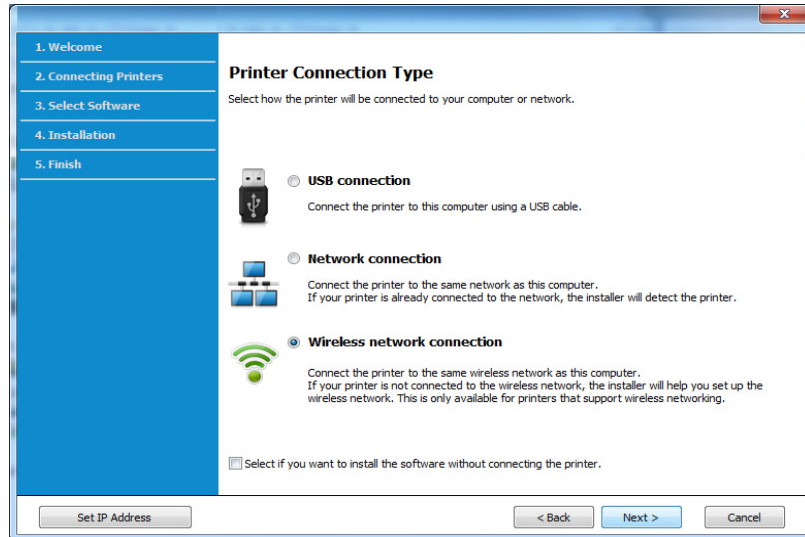 1. Welcome
2. Connecting Printers
3. Select Software
4. Installation
5. Finish
Printer Connection Type
Select how the printer will be connected to your computer or network.
USB connection
Connect the printer to this computer using a USB cable.
Network connection
Connect the printer to the same network as this computer.
If your printer is already connected to the network, the installer will detect the printer.
Wireless network connection
Connect the printer to the same wireless network as this computer.
If your printer is not connected to the wireless network, the installer will help you set up the
wireless network. This is only available for printers that support wireless networking.
Select if you want to install the software without connecting the printer.
Set IP Address
< Back
Next >
Cancel